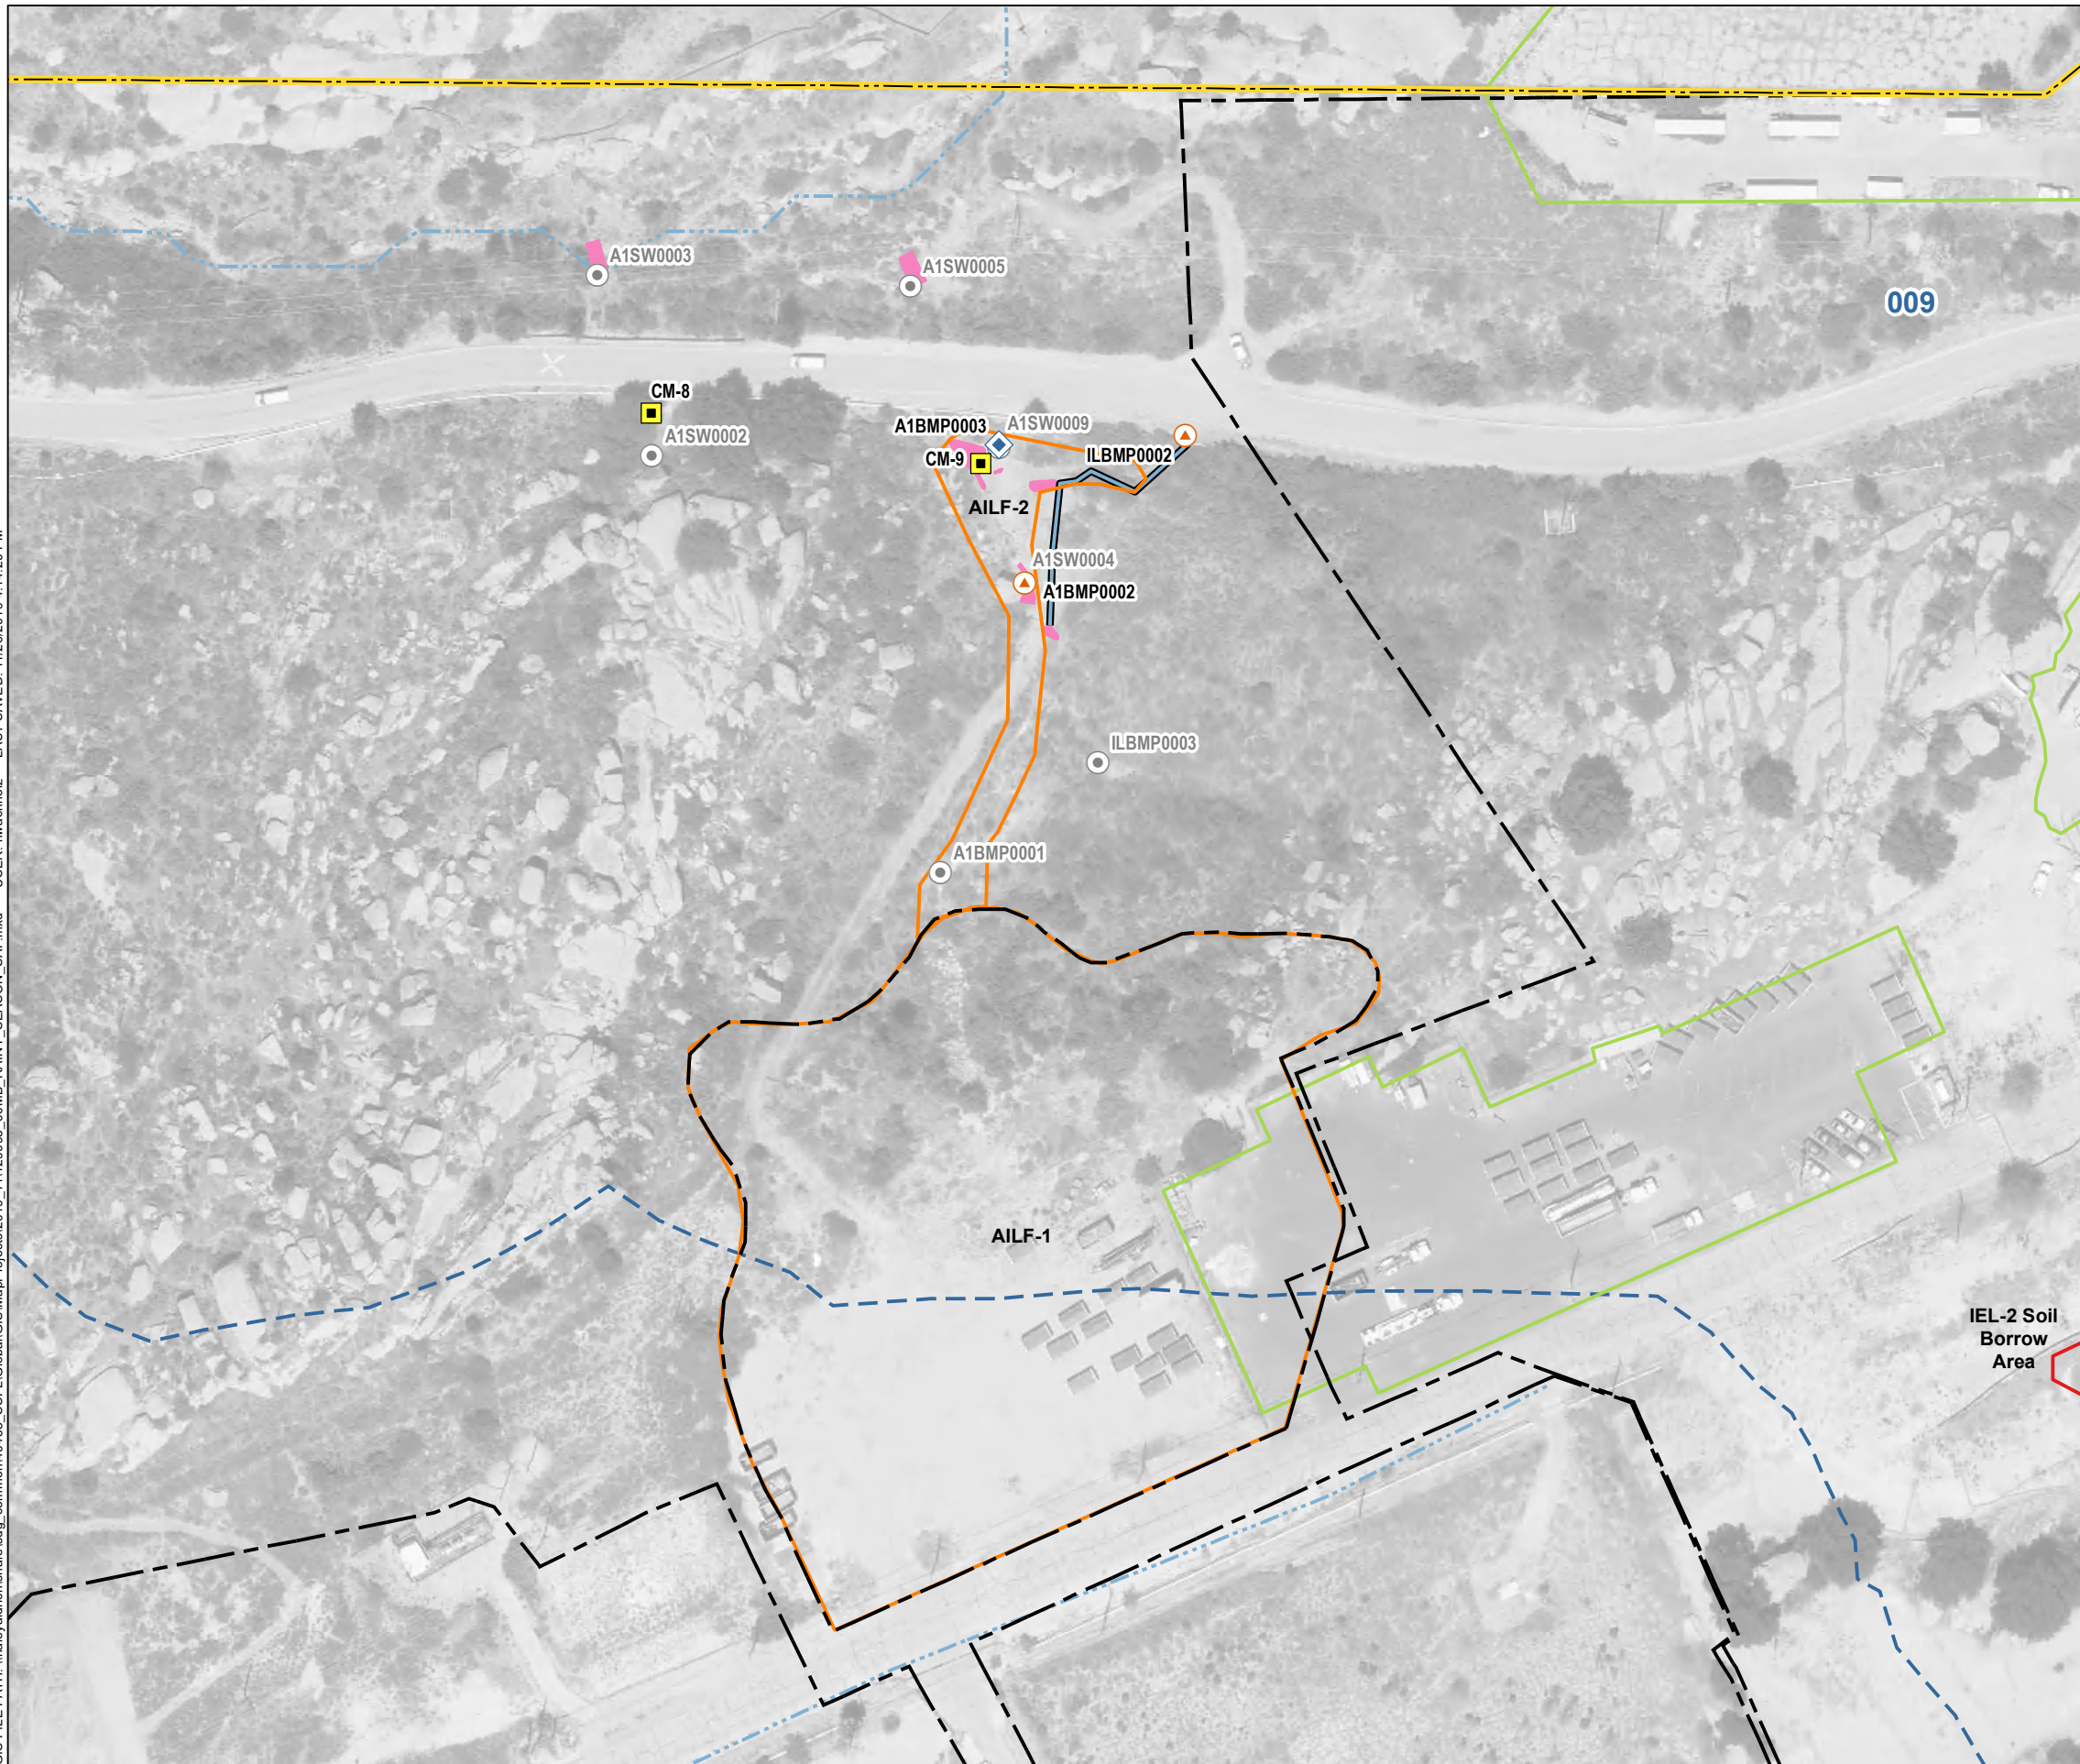 A1SW0003
A1SW0005
009
CM-8
A1SW0002
A1BMP0003
A1SW0009
CM-9
ILBMP0002
AILF-2
A1SW0004
A1BMP0002
ILBMP0003
A1BMP0001
AILF-1
IEL-2 Soil
Borrow
Area